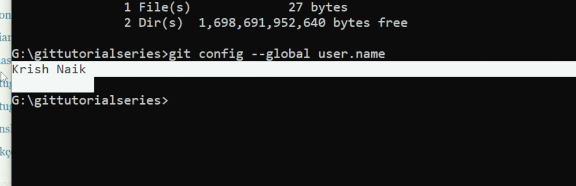 1 File(s) 27 bytes
2 Dir(s) 1,698,691,952,640 bytes free
G:\gittutorialseries>git config --global user.name
Krish Naik
G:\gittutorialseries>